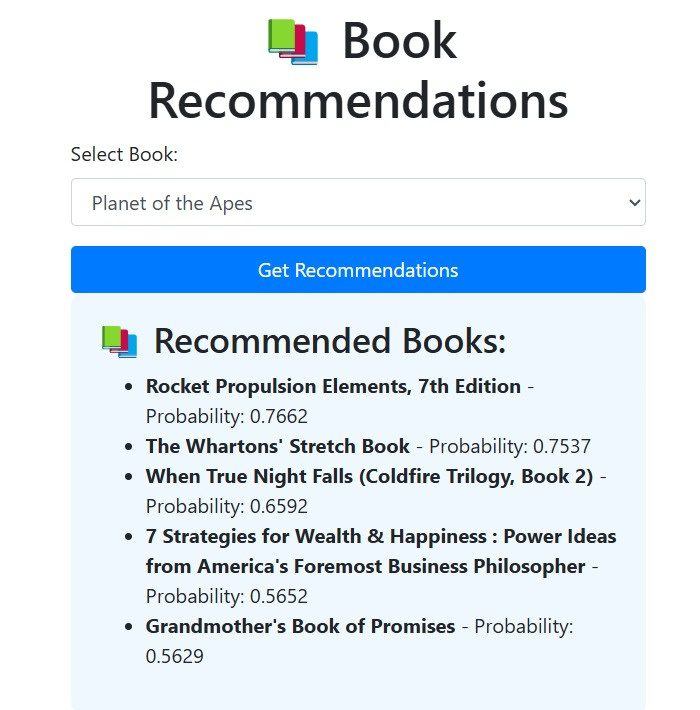 Book
Recommendations
Select Book:
Planet of the Apes
Get Recommendations
Recommended Books:
Rocket Propulsion Elements, 7th Edition -
Probability: 0.7662
The Whartons' Stretch Book - Probability: 0.7537
When True Night Falls (Coldfire Trilogy, Book 2) -
Probability: 0.6592
7 Strategies for Wealth & Happiness : Power Ideas
from America's Foremost Business Philosopher -
Probability: 0.5652
Grandmother's Book of Promises - Probability:
0.5629